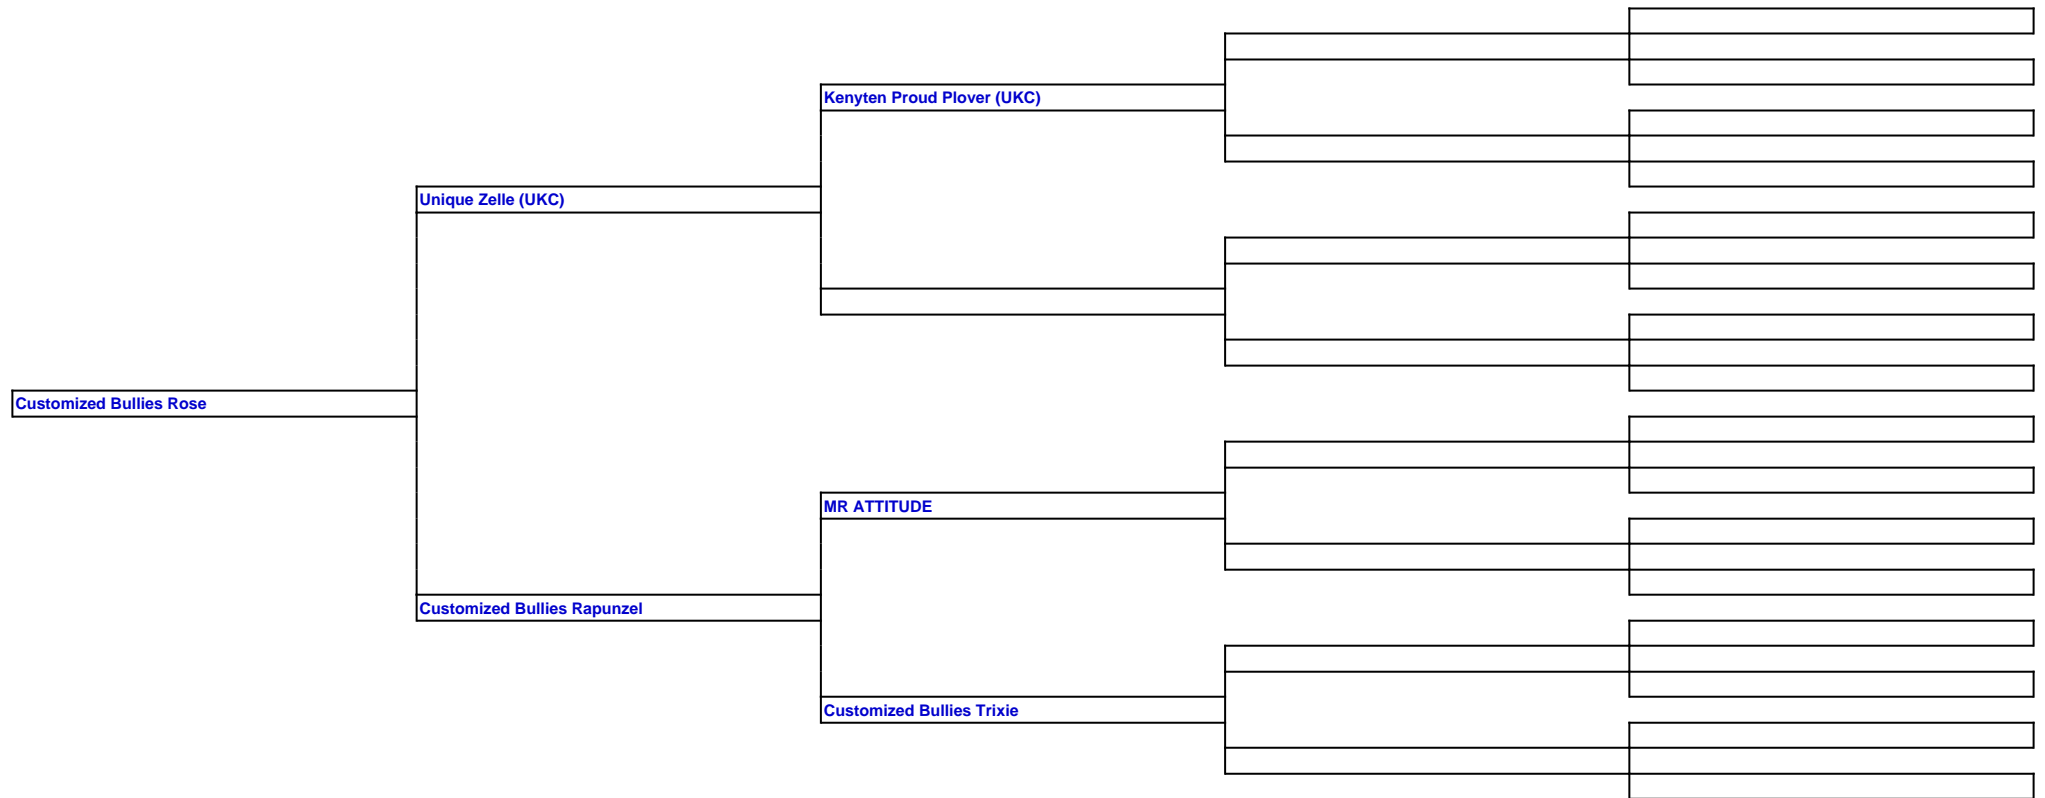 Kenyten Proud Plover (UKC)
Unique Zelle (UKC)
Customized Bullies Rose
MR ATTITUDE
Customized Bullies Rapunzel
Customized Bullies Trixie